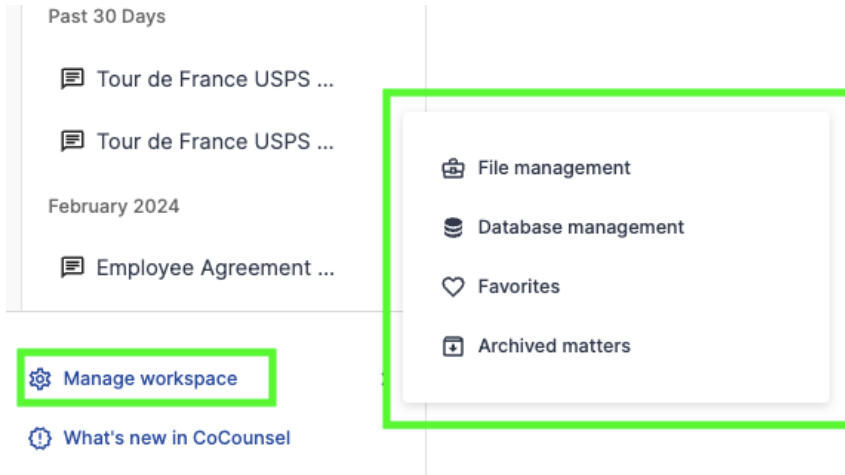 Past 30 Days
Tour de France USPS ...
Tour de France USPS ...
February 2024
Employee Agreement ...
Manage workspace
What's new in CoCounsel
File management
Database management
Favorites
Archived matters